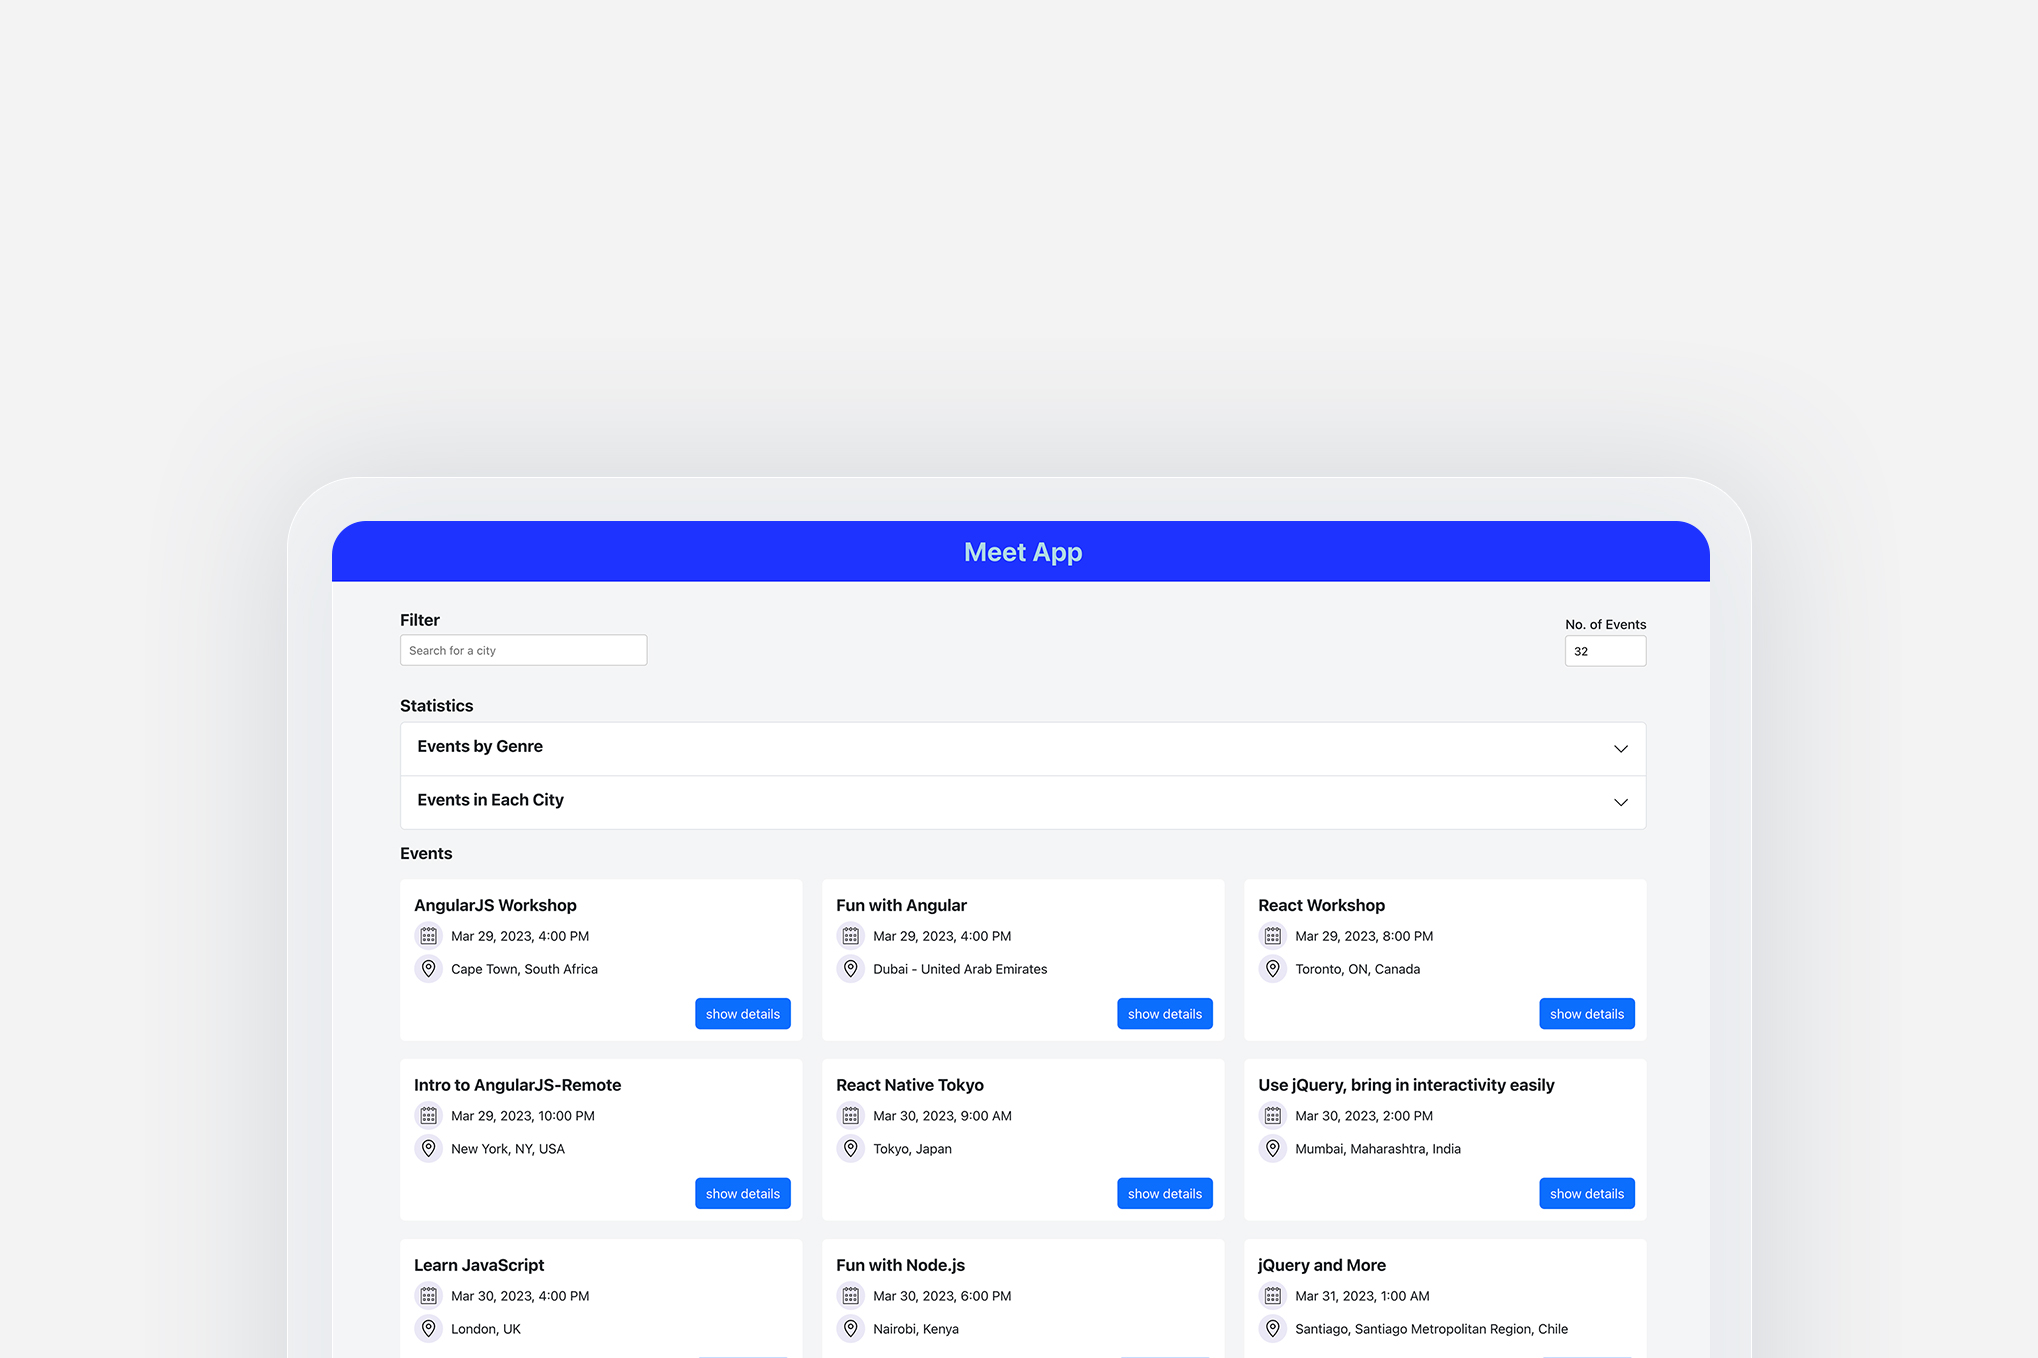 Meet App
Filter
Search for a city
No. of Events
32
Statistics
Events by Genre
Events in Each City
Events
AngularJS Workshop
Mar 29, 2023, 4:00 PM
Cape Town, South Africa
show details
Fun with Angular
Mar 29, 2023, 4:00 PM
Dubai - United Arab Emirates
show details
React Workshop
Mar 29, 2023, 8:00 PM
Toronto, ON, Canada
show details
Intro to AngularJS-Remote
Mar 29, 2023, 10:00 PM
New York, NY, USA
show details
React Native Tokyo
Mar 30, 2023, 9:00 AM
Tokyo, Japan
show details
Use jQuery, bring in interactivity easily
Mar 30, 2023, 2:00 PM
Mumbai, Maharashtra, India
show details
Learn JavaScript
Mar 30, 2023, 4:00 PM
London, UK
Fun with Node.js
Mar 30, 2023, 6:00 PM
Nairobi, Kenya
jQuery and More
Mar 31, 2023, 1:00 AM
Santiago, Santiago Metropolitan Region, Chile